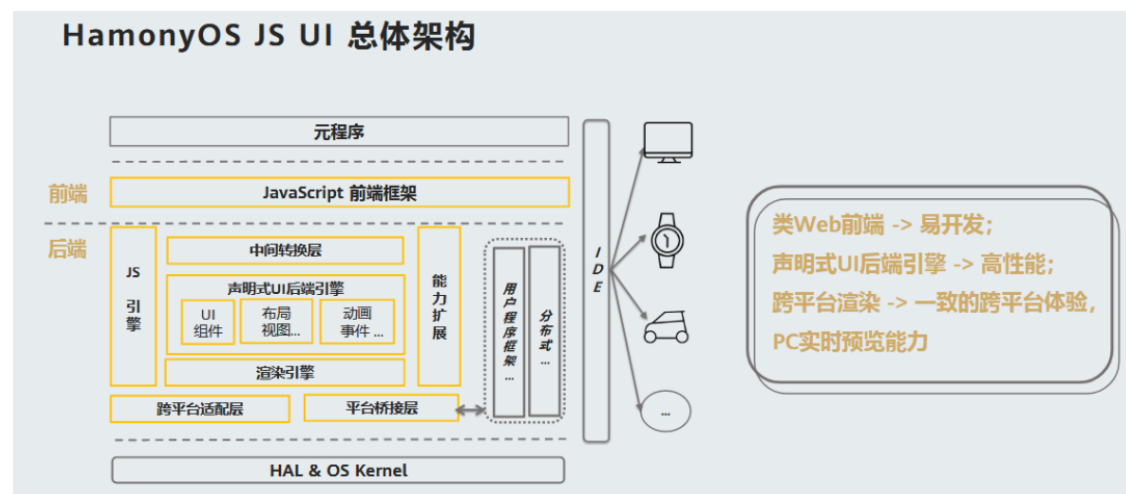 HamonyOS JS UI 总体架构
元程序
前端
JavaScript 前端框架
后端
JS
引
擎
中间转换层
声明式UI后端引擎
UI
组件
布局
视图...
动画
事件 ...
渲染引擎
能
力
扩
展
跨平台适配层
平台桥接层
用
户
程
序
框
架
...
分
布
式
...
HAL & OS Kernel
I
D
E
...
类Web前端 -> 易开发；
声明式UI后端引擎 -> 高性能；
跨平台渲染 -> 一致的跨平台体验，
PC实时预览能力